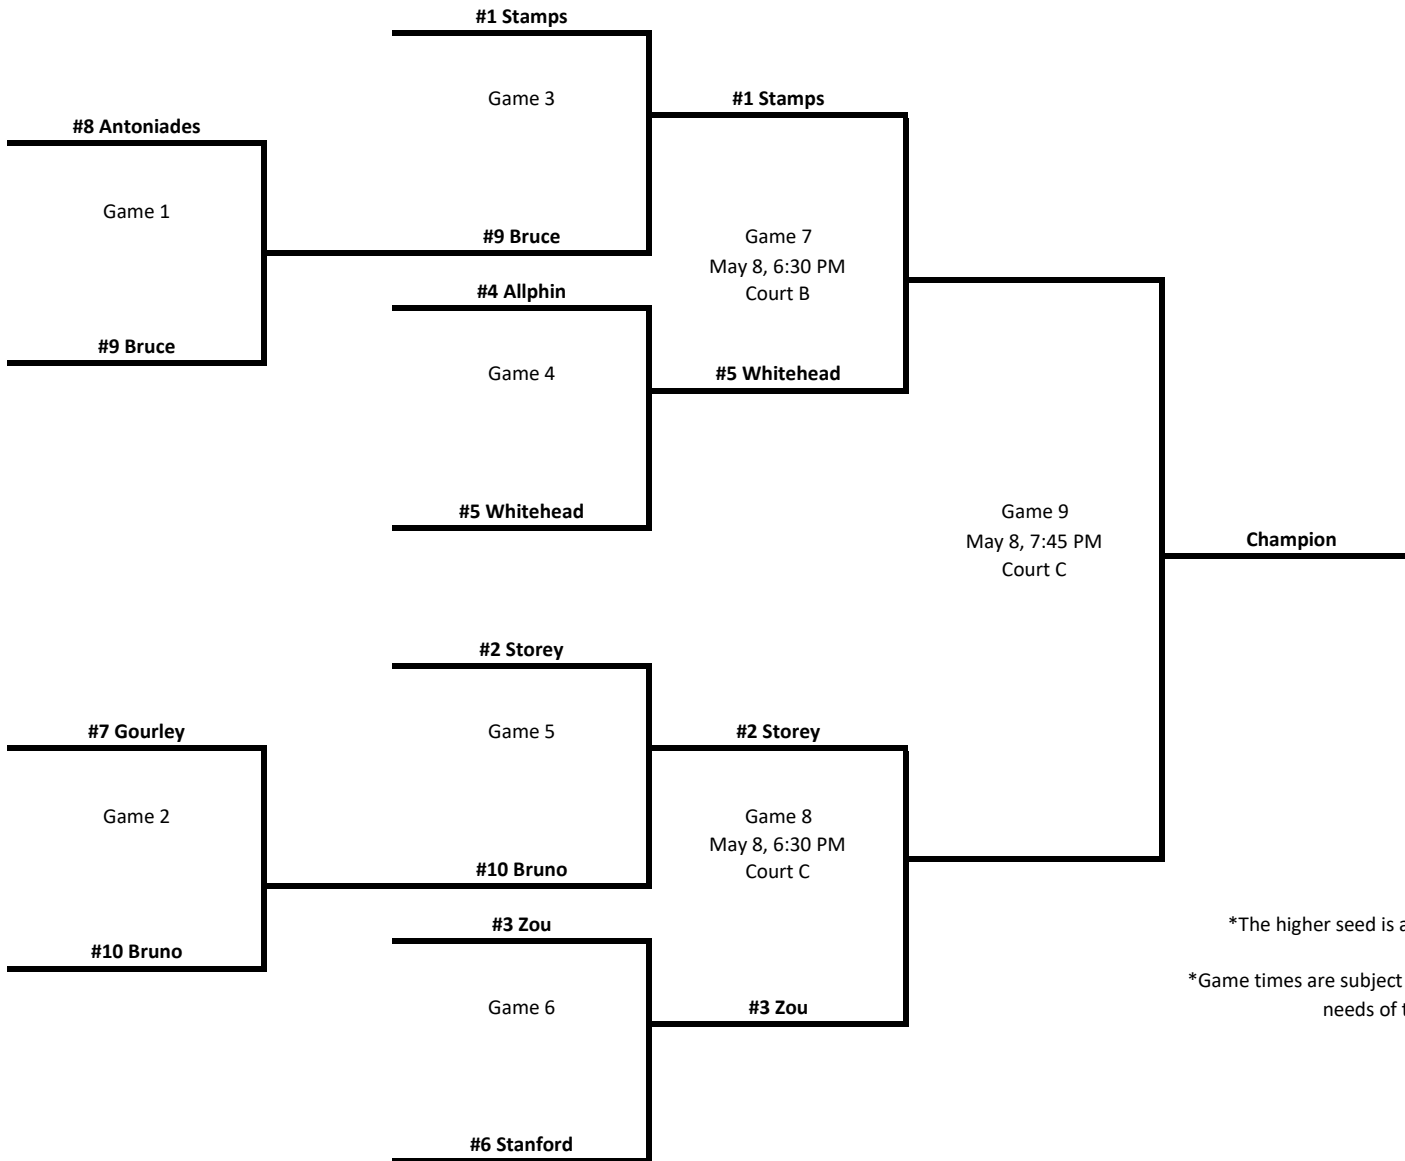 #1 Stamps
Game 3
#1 Stamps
#8 Antoniades
Game 1
#9 Bruce
Game 7
May 8, 6:30 PM
Court B
#4 Allphin
#9 Bruce
Game 4
#5 Whitehead
#5 Whitehead
Game 9
May 8, 7:45 PM
Court C
Champion
#2 Storey
#7 Gourley
Game 5
#2 Storey
Game 2
Game 8
May 8, 6:30 PM
Court C
#10 Bruno
#3 Zou
*The higher seed is
#10 Bruno
*Game times are subject
needs of
Game 6
#3 Zou
#6 Stanford